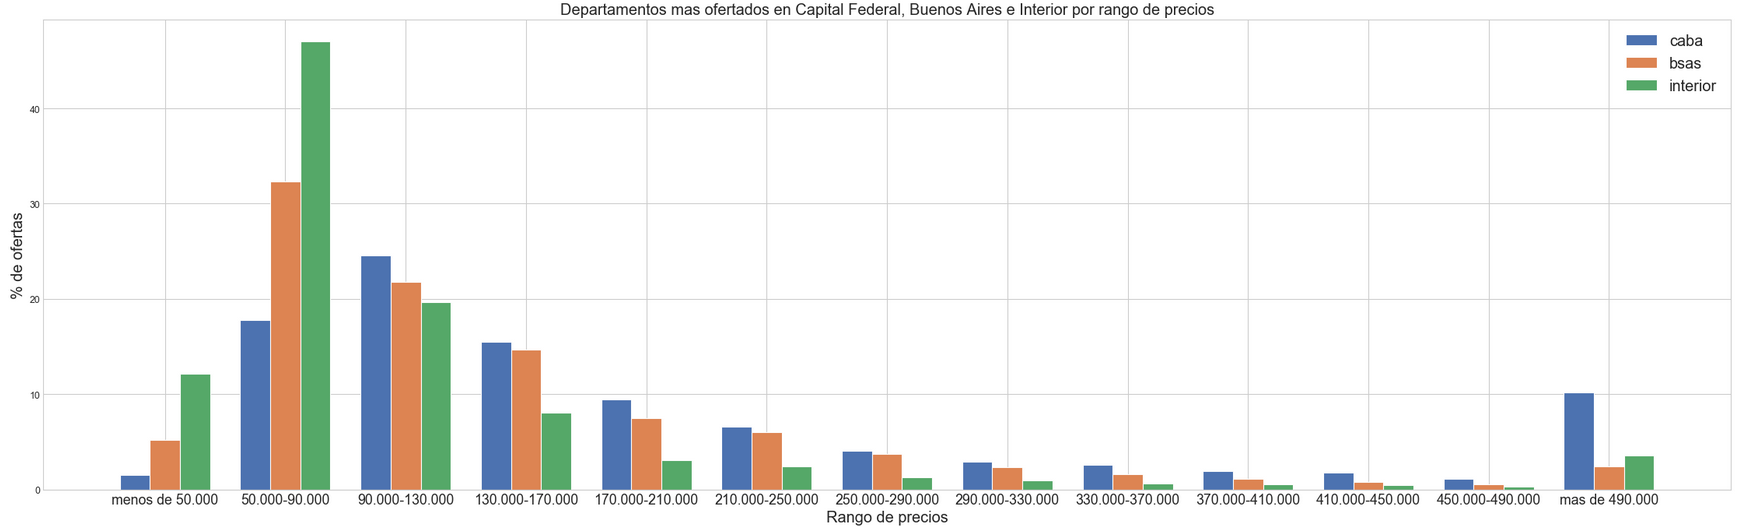 Departamentos mas ofertados en Capital Federal, Buenos Aires e Interior por rango de precios
caba
bsas
interior
% de ofertas
40
30
20
10
0
menos de 50.000 50.000-90.000 90.000-130.000 130.000-170.000 170.000-210.000 210.000-250.000 250.000-290.000 290.000-330.000 330.000-370.000 370.000-410.000 410.000-450.000 450.000-490.000 mas de 490.000
Rango de precios